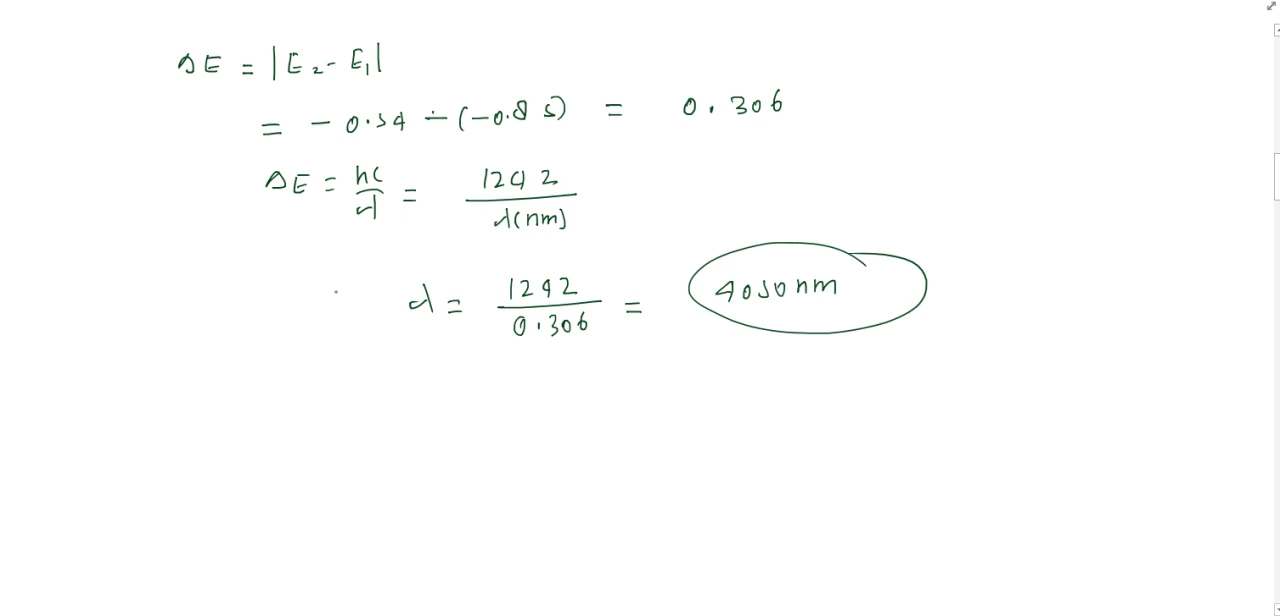 ΔE = |E₂ - E₁|
= - 0.54 - (-0.85) = 0.306
ΔE = hc/λ = 1242/λ(nm)
λ = 1242/0.306 = 4050 nm